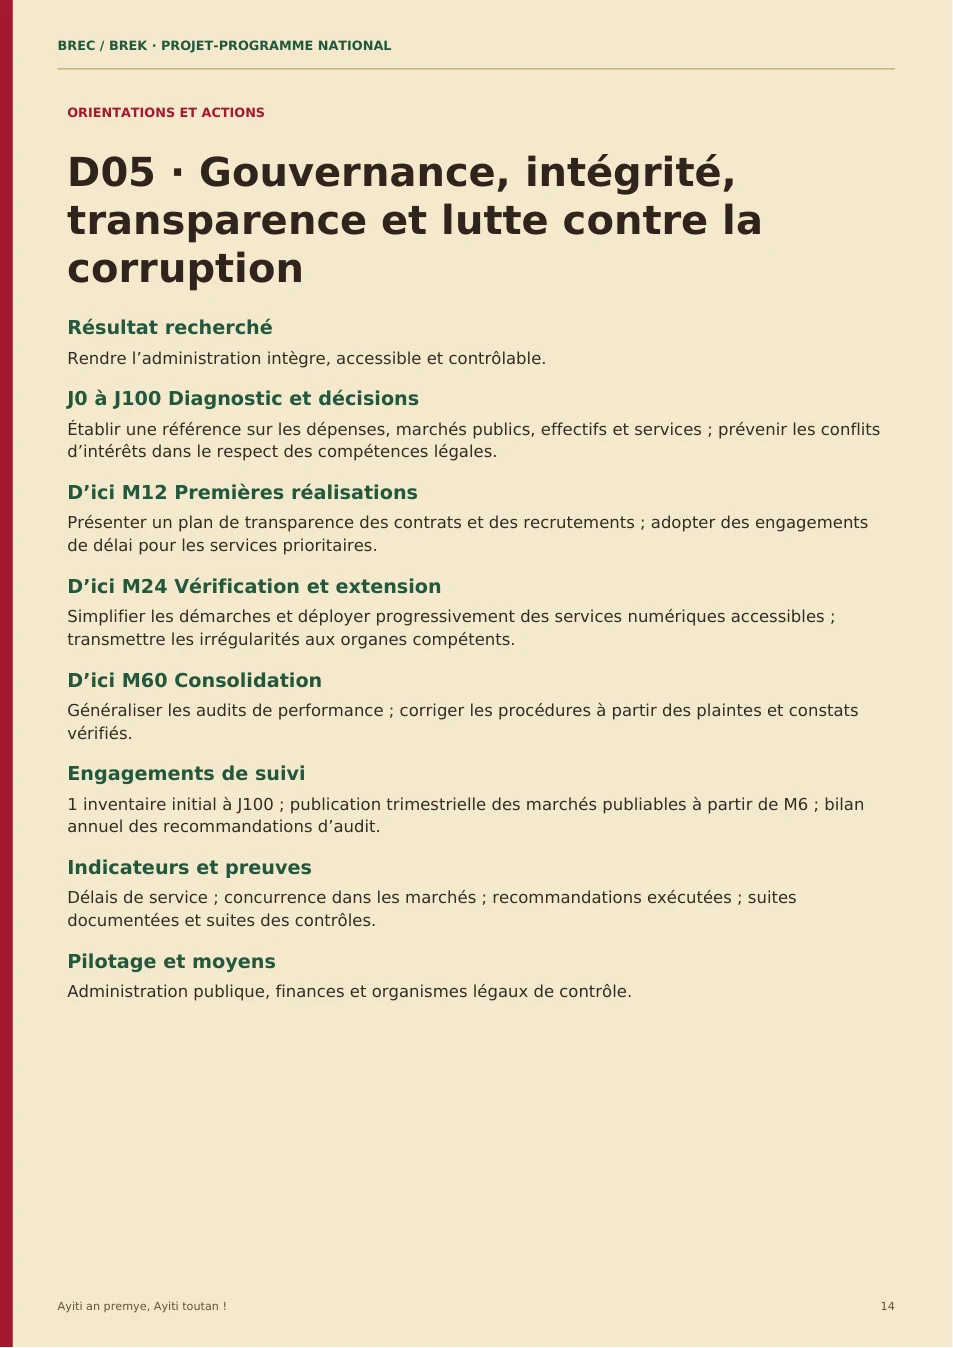 BREC / BREK · PROJET-PROGRAMME NATIONAL
ORIENTATIONS ET ACTIONS
D05 · Gouvernance, intégrité,
transparence et lutte contre la
corruption
Résultat recherché
Rendre l’administration intègre, accessible et contrôlable.
J0 à J100 Diagnostic et décisions
Établir une référence sur les dépenses, marchés publics, effectifs et services ; prévenir les conflits
d’intérêts dans le respect des compétences légales.
D’ici M12 Premières réalisations
Présenter un plan de transparence des contrats et des recrutements ; adopter des engagements
de délai pour les services prioritaires.
D’ici M24 Vérification et extension
Simplifier les démarches et déployer progressivement des services numériques accessibles ;
transmettre les irrégularités aux organes compétents.
D’ici M60 Consolidation
Généraliser les audits de performance ; corriger les procédures à partir des plaintes et constats
vérifiés.
Engagements de suivi
1 inventaire initial à J100 ; publication trimestrielle des marchés publiables à partir de M6 ; bilan
annuel des recommandations d’audit.
Indicateurs et preuves
Délais de service ; concurrence dans les marchés ; recommandations exécutées ; suites
documentées et suites des contrôles.
Pilotage et moyens
Administration publique, finances et organismes légaux de contrôle.
Ayiti an premye, Ayiti toutan !
14